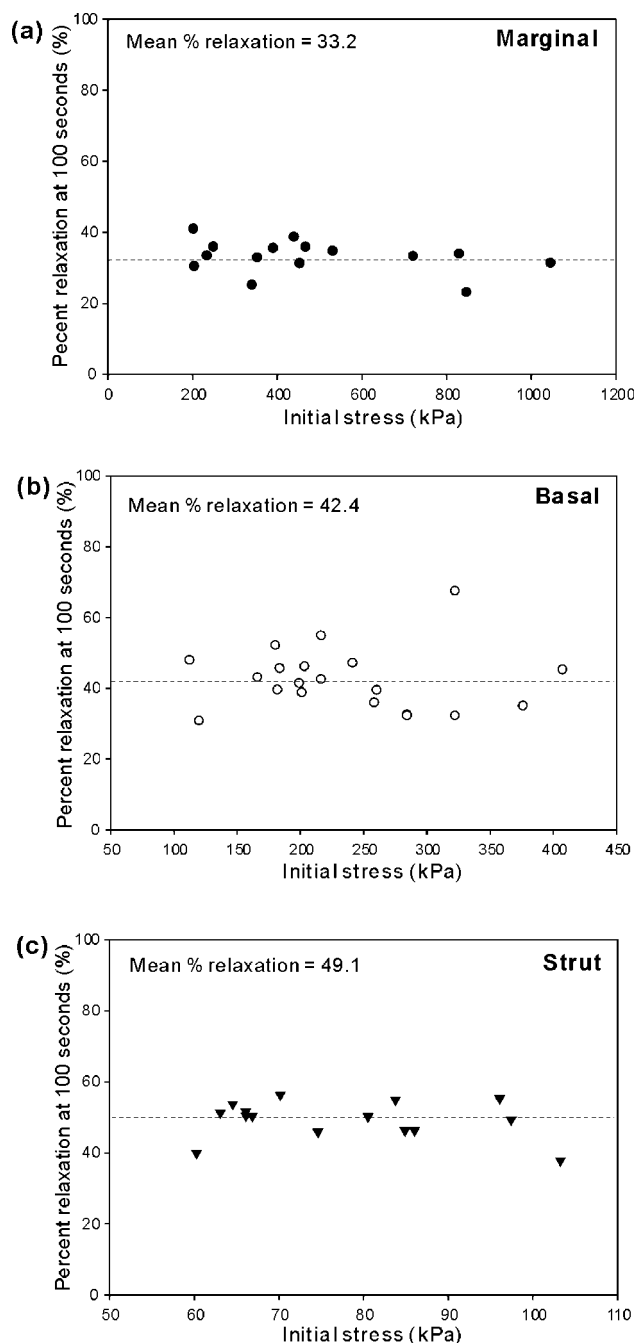 (a)
Mean % relaxation = 33.2
Marginal
Pecent relaxation at 100 seconds (%)
100
80
60
40
20
0
0 200 400 600 800 1000 1200
Initial stress (kPa)
(b)
Mean % relaxation = 42.4
Basal
Percent relaxation at 100 seconds (%)
100
80
60
40
20
0
50 100 150 200 250 300 350 400 450
Initial stress (kPa)
(c)
Mean % relaxation = 49.1
Strut
Percent relaxation at 100 seconds (%)
100
80
60
40
20
0
50 60 70 80 90 100 110
Initial stress (kPa)